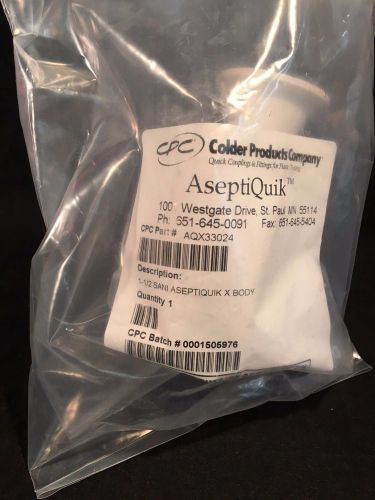 CPC Colder Products Company
Quick Couplings & Fittings for Plastic Tubing
AseptiQuik™
1001 Westgate Drive, St. Paul MN 55114
Ph: 651-645-0091 Fax: 651-645-5404
CPC Part # AQX33024
Description:
1-1/2 SANI ASEPTIQUIK X BODY
Quantity 1
CPC Batch # 0001505976